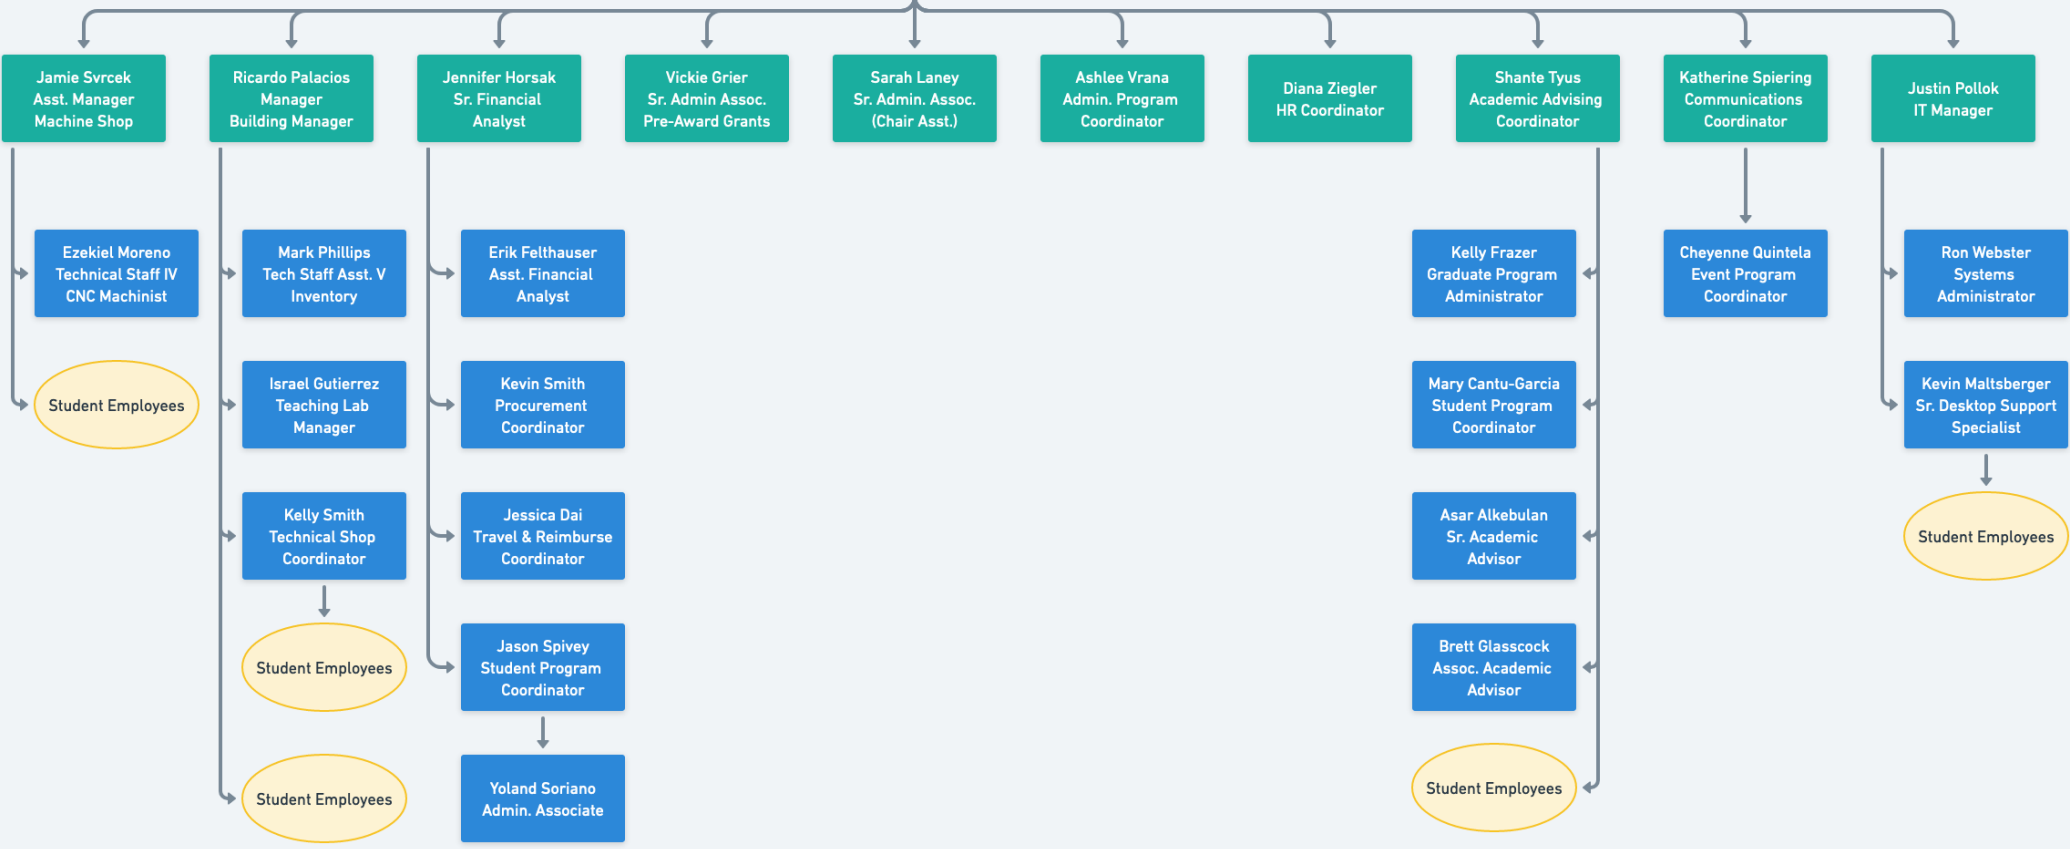 Jamie Svrcek
Asst. Manager
Machine Shop
Ricardo Palacios
Manager
Building Manager
Jennifer Horsak
Sr. Financial
Analyst
Vickie Grier
Sr. Admin Assoc.
Pre-Award Grants
Sarah Laney
Sr. Admin. Assoc.
(Chair Asst.)
Ashlee Vrana
Admin. Program
Coordinator
Diana Ziegler
HR Coordinator
Shante Tyus
Academic Advising
Coordinator
Katherine Spiering
Communications
Coordinator
Justin Pollok
IT Manager
Ezekiel Moreno
Technical Staff IV
CNC Machinist
Mark Phillips
Tech Staff Asst. V
Inventory
Erik Felthauser
Asst. Financial
Analyst
Kelly Frazer
Graduate Program
Administrator
Cheyenne Quintela
Event Program
Coordinator
Ron Webster
Systems
Administrator
Student Employees
Israel Gutierrez
Teaching Lab
Manager
Kevin Smith
Procurement
Coordinator
Mary Cantu-Garcia
Student Program
Coordinator
Kevin Maltsberger
Sr. Desktop Support
Specialist
Kelly Smith
Technical Shop
Coordinator
Jessica Dai
Travel & Reimburse
Coordinator
Asar Alkebulan
Sr. Academic
Advisor
Student Employees
Student Employees
Jason Spivey
Student Program
Coordinator
Brett Glasscock
Assoc. Academic
Advisor
Student Employees
Yoland Soriano
Admin. Associate
Student Employees